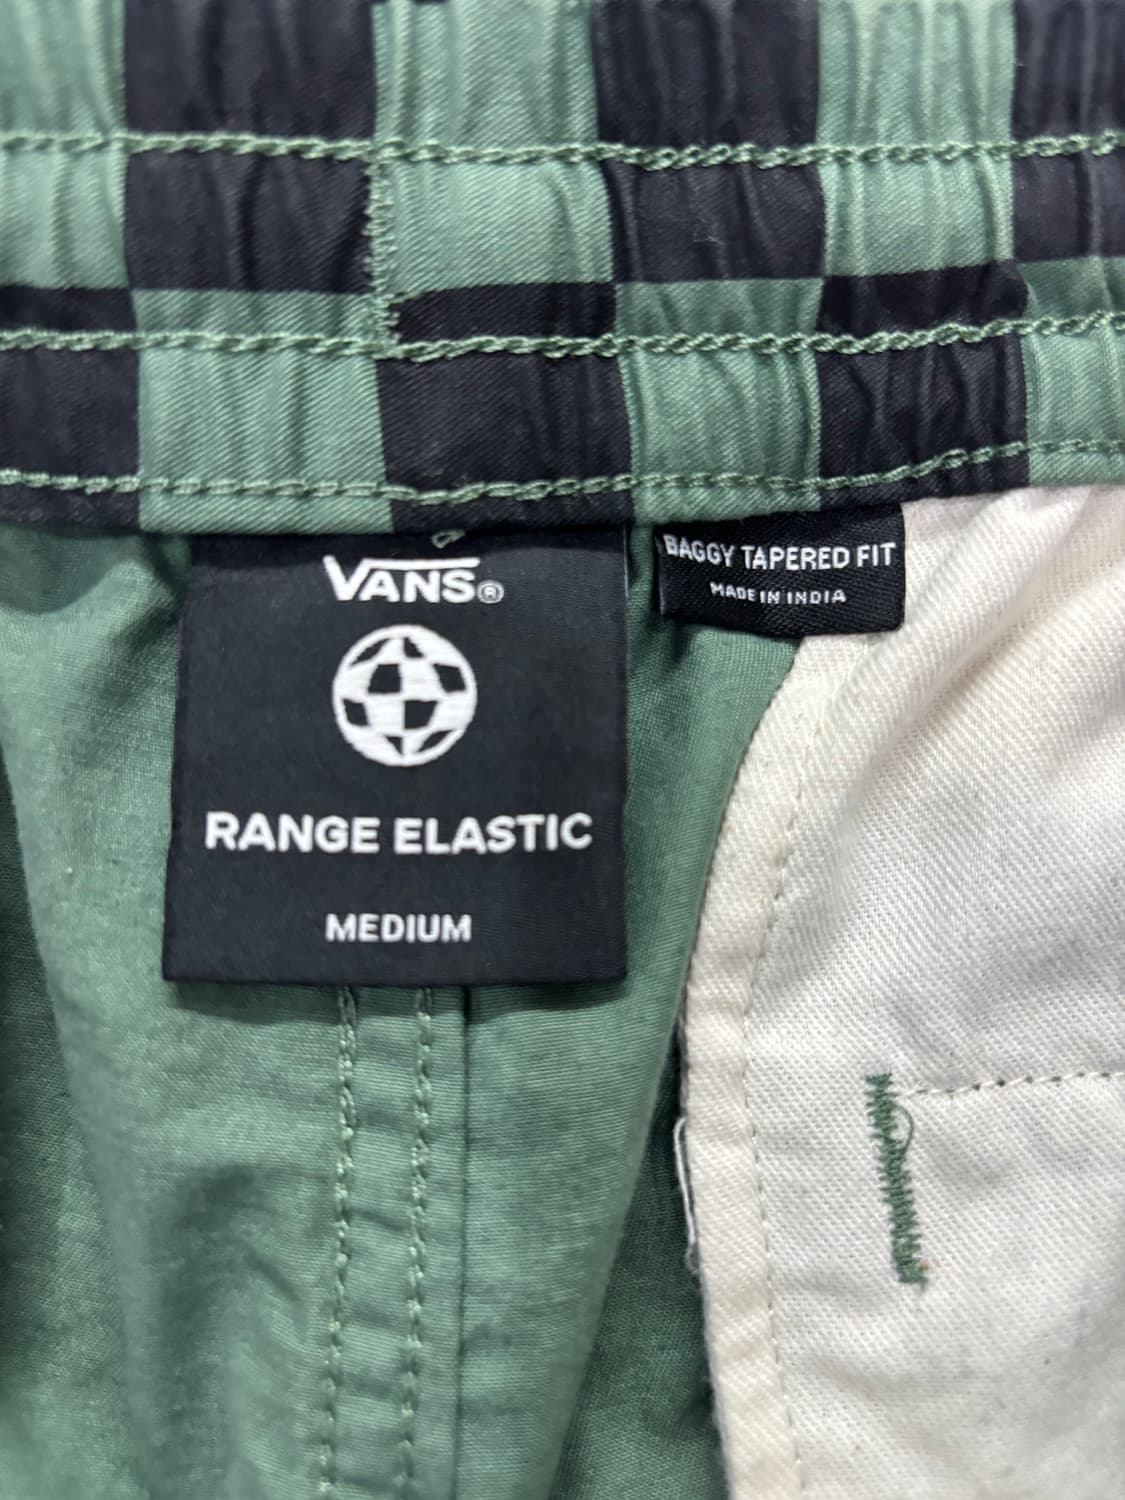 VANS®
RANGE ELASTIC
MEDIUM
BAGGY TAPERED FIT
MADE IN INDIA